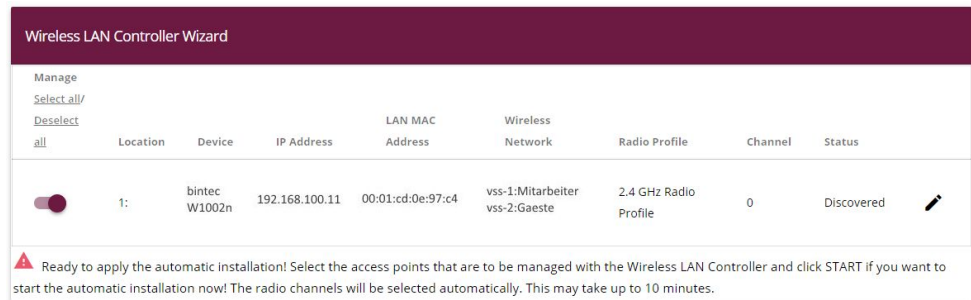 Wireless LAN Controller Wizard
Manage
Select all/
Deselect
all
Location
Device
IP Address
LAN MAC
Address
Wireless
Network
Radio Profile
Channel
Status
1:
bintec
W1002n
192.168.100.11
00:01:cd:0e:97:c4
vss-1:Mitarbeiter
vss-2:Gaeste
2.4 GHz Radio
Profile
0
Discovered
Ready to apply the automatic installation! Select the access points that are to be managed with the Wireless LAN Controller and click START if you want to
start the automatic installation now! The radio channels will be selected automatically. This may take up to 10 minutes.